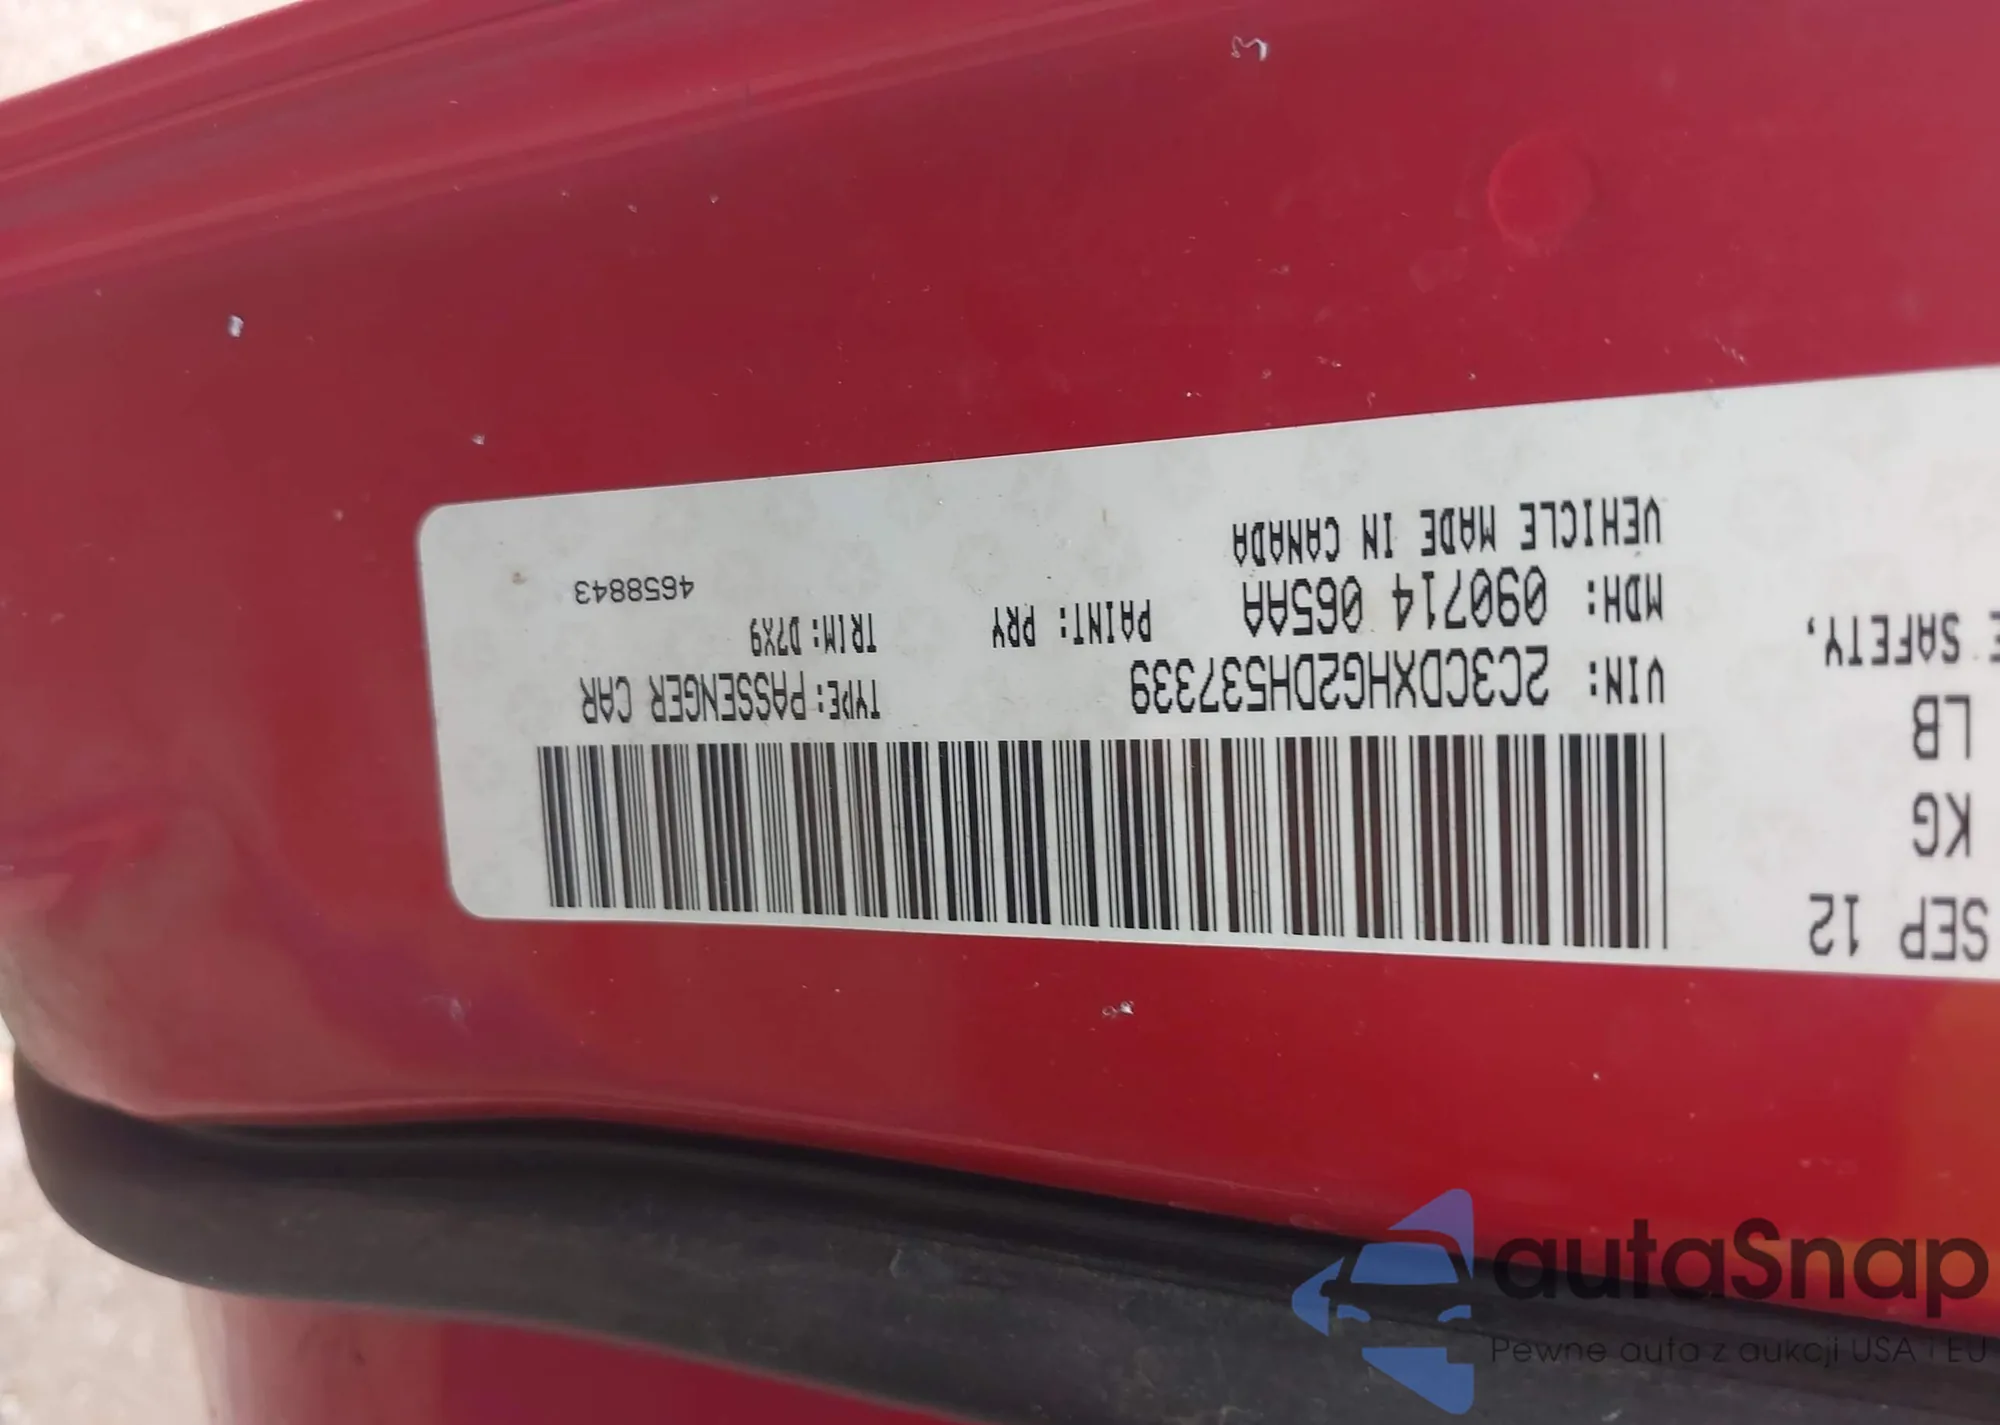 SEP 12
KG
LB
E SAFETY,
VIN: 2C3CDXHG2DH537339 TYPE:PASSENGER CAR
MDH: 090714 065AA PAINT: PRY TRIM: D7X9
VEHICLE MADE IN CANADA 4658843
autaSnap
Pewne auta z aukcji USA i EU